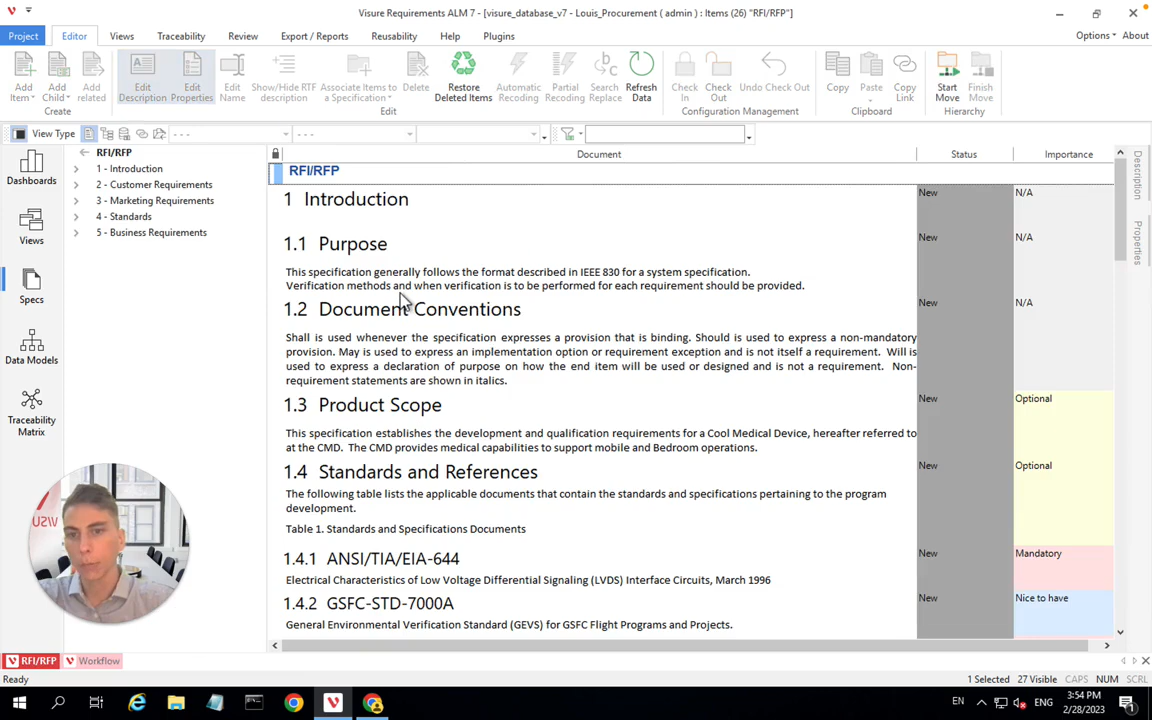 Visure Requirements ALM 7 - [visure_database_v7 - Louis_Procurement ( admin ) : Items (26) "RFI/RFP"]
Project Editor Views Traceability Review Export / Reports Reusability Help Plugins Options About
Add Item Add Child Add related Edit Description Edit Properties Edit Name Show/Hide RTF description Associate Items to a Specification Delete Restore Deleted Items Automatic Recoding Partial Recoding Search Replace Refresh Data Check In Check Out Undo Check Out Copy Paste Copy Link Start Move Finish Move
Create Edit Configuration Management Clipboard Hierarchy
View Type - - - - - -
Dashboards
Views
Specs
Data Models
Traceability Matrix
RFI/RFP
1 - Introduction
2 - Customer Requirements
3 - Marketing Requirements
4 - Standards
5 - Business Requirements
Document Status Importance
RFI/RFP
1 Introduction New N/A
1.1 Purpose New N/A
This specification generally follows the format described in IEEE 830 for a system specification.
Verification methods and when verification is to be performed for each requirement should be provided.
1.2 Document Conventions New N/A
Shall is used whenever the specification expresses a provision that is binding. Should is used to express a non-mandatory
provision. May is used to express an implementation option or requirement exception and is not itself a requirement. Will is
used to express a declaration of purpose on how the end item will be used or designed and is not a requirement. Non-
requirement statements are shown in italics.
1.3 Product Scope New Optional
This specification establishes the development and qualification requirements for a Cool Medical Device, hereafter referred to
at the CMD. The CMD provides medical capabilities to support mobile and Bedroom operations.
1.4 Standards and References New Optional
The following table lists the applicable documents that contain the standards and specifications pertaining to the program
development.
Table 1. Standards and Specifications Documents
1.4.1 ANSI/TIA/EIA-644 New Mandatory
Electrical Characteristics of Low Voltage Differential Signaling (LVDS) Interface Circuits, March 1996
1.4.2 GSFC-STD-7000A New Nice to have
General Environmental Verification Standard (GEVS) for GSFC Flight Programs and Projects.
Description
Properties
RFI/RFP Workflow
Ready 1 Selected 27 Visible CAPS NUM SCRL
EN ENG 3:54 PM
2/28/2023